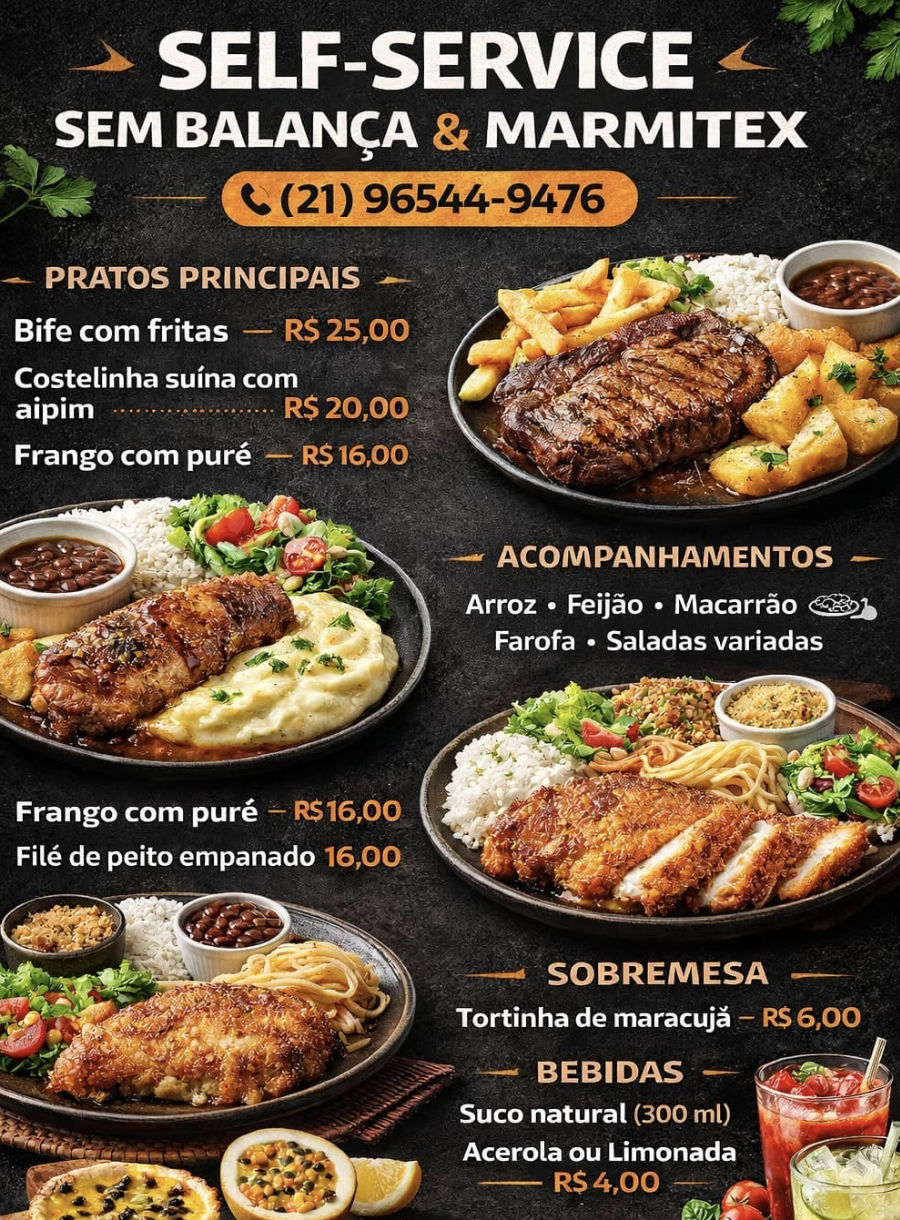 SELF-SERVICE
SEM BALANÇA & MARMITEX
(21) 96544-9476
PRATOS PRINCIPAIS
Bife com fritas — R$ 25,00
Costelinha suína com
aipim ........................ R$ 20,00
Frango com puré — R$ 16,00
ACOMPANHAMENTOS
Arroz • Feijão • Macarrão
Farofa • Saladas variadas
Frango com puré – R$ 16,00
Filé de peito empanado 16,00
SOBREMESA
Tortinha de maracujă – R$ 6,00
BEBIDAS
Suco natural (300 ml)
Acerola ou Limonada
R$ 4,00